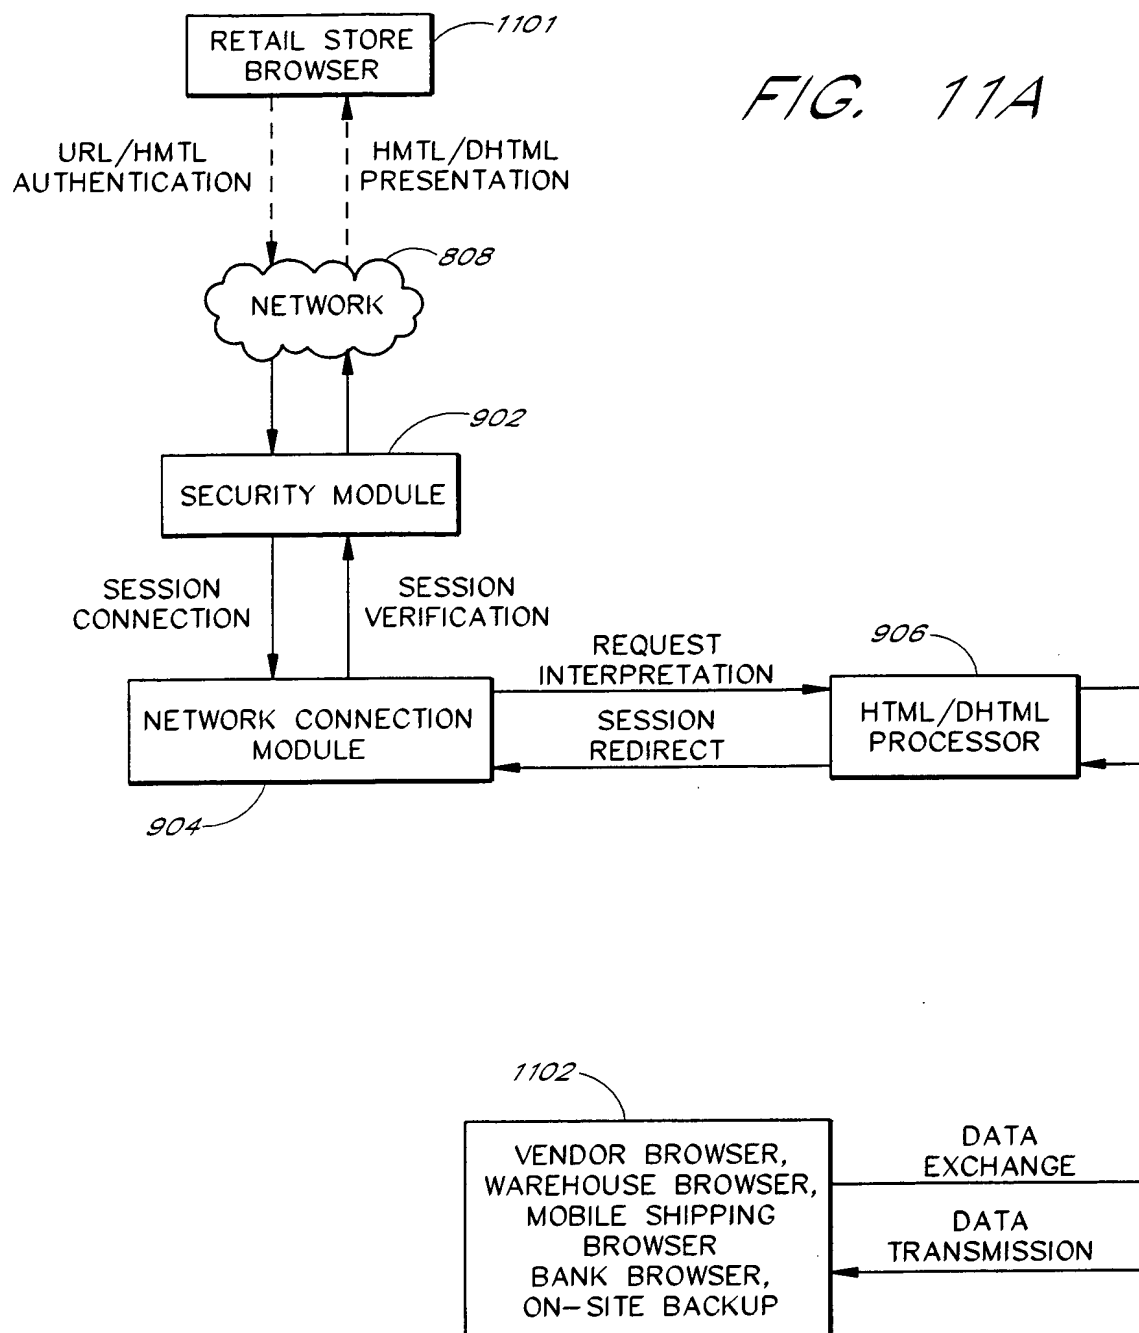 1101
RETAIL STORE
BROWSER
FIG. 11A
URL/HMTL
AUTHENTICATION
HMTL/DHTML
PRESENTATION
808
NETWORK
902
SECURITY MODULE
SESSION
CONNECTION
SESSION
VERIFICATION
REQUEST
INTERPRETATION
906
NETWORK CONNECTION
MODULE
SESSION
REDIRECT
HTML/DHTML
PROCESSOR
904
1102
VENDOR BROWSER,
WAREHOUSE BROWSER,
MOBILE SHIPPING
BROWSER
BANK BROWSER,
ON-SITE BACKUP
DATA
EXCHANGE
DATA
TRANSMISSION